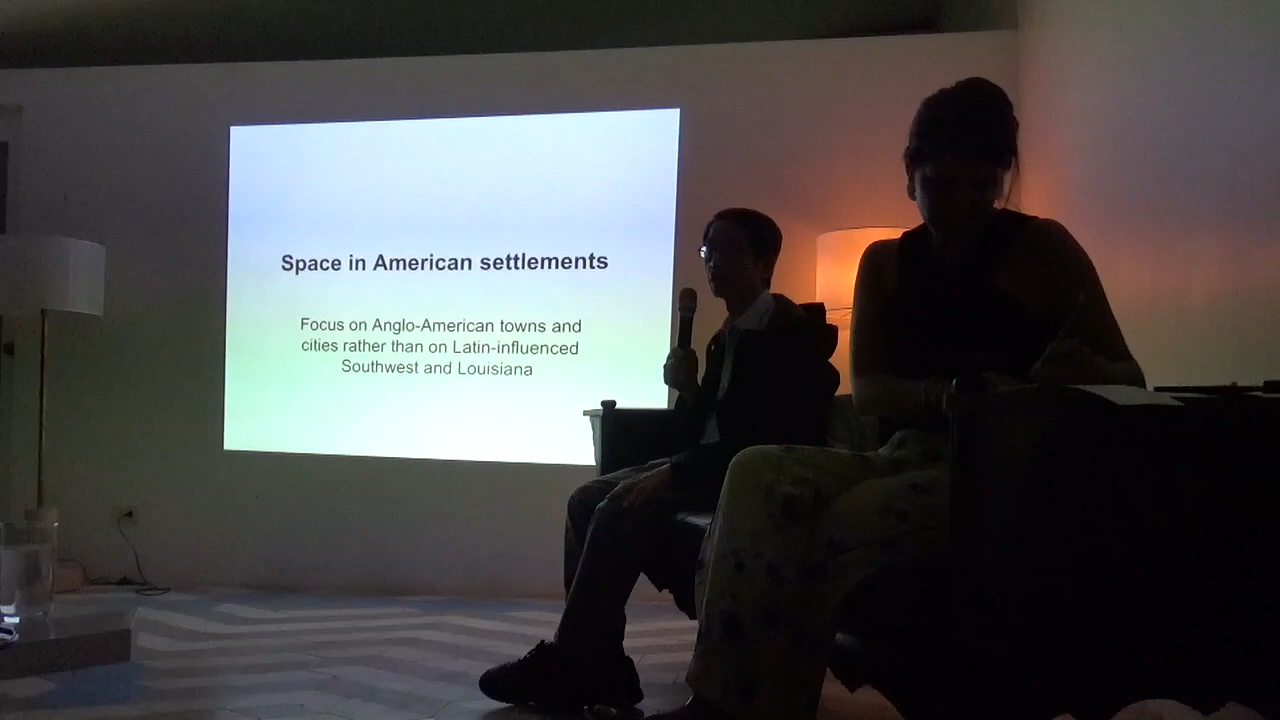 Space in American settlements
Focus on Anglo-American towns and
cities rather than on Latin-influenced
Southwest and Louisiana